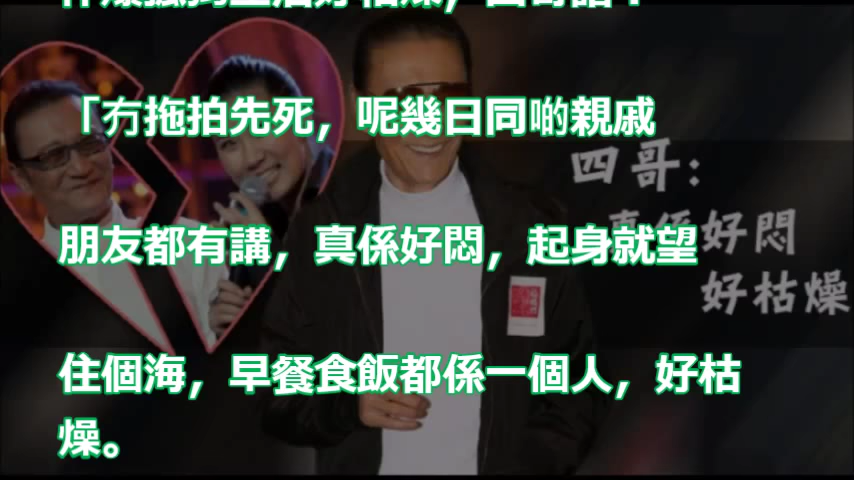 「冇拖拍先死，呢幾日同啲親戚
四哥：
朋友都有講，真係好悶，起身就望
真係好悶
好枯燥
住個海，早餐食飯都係一個人，好枯
燥。